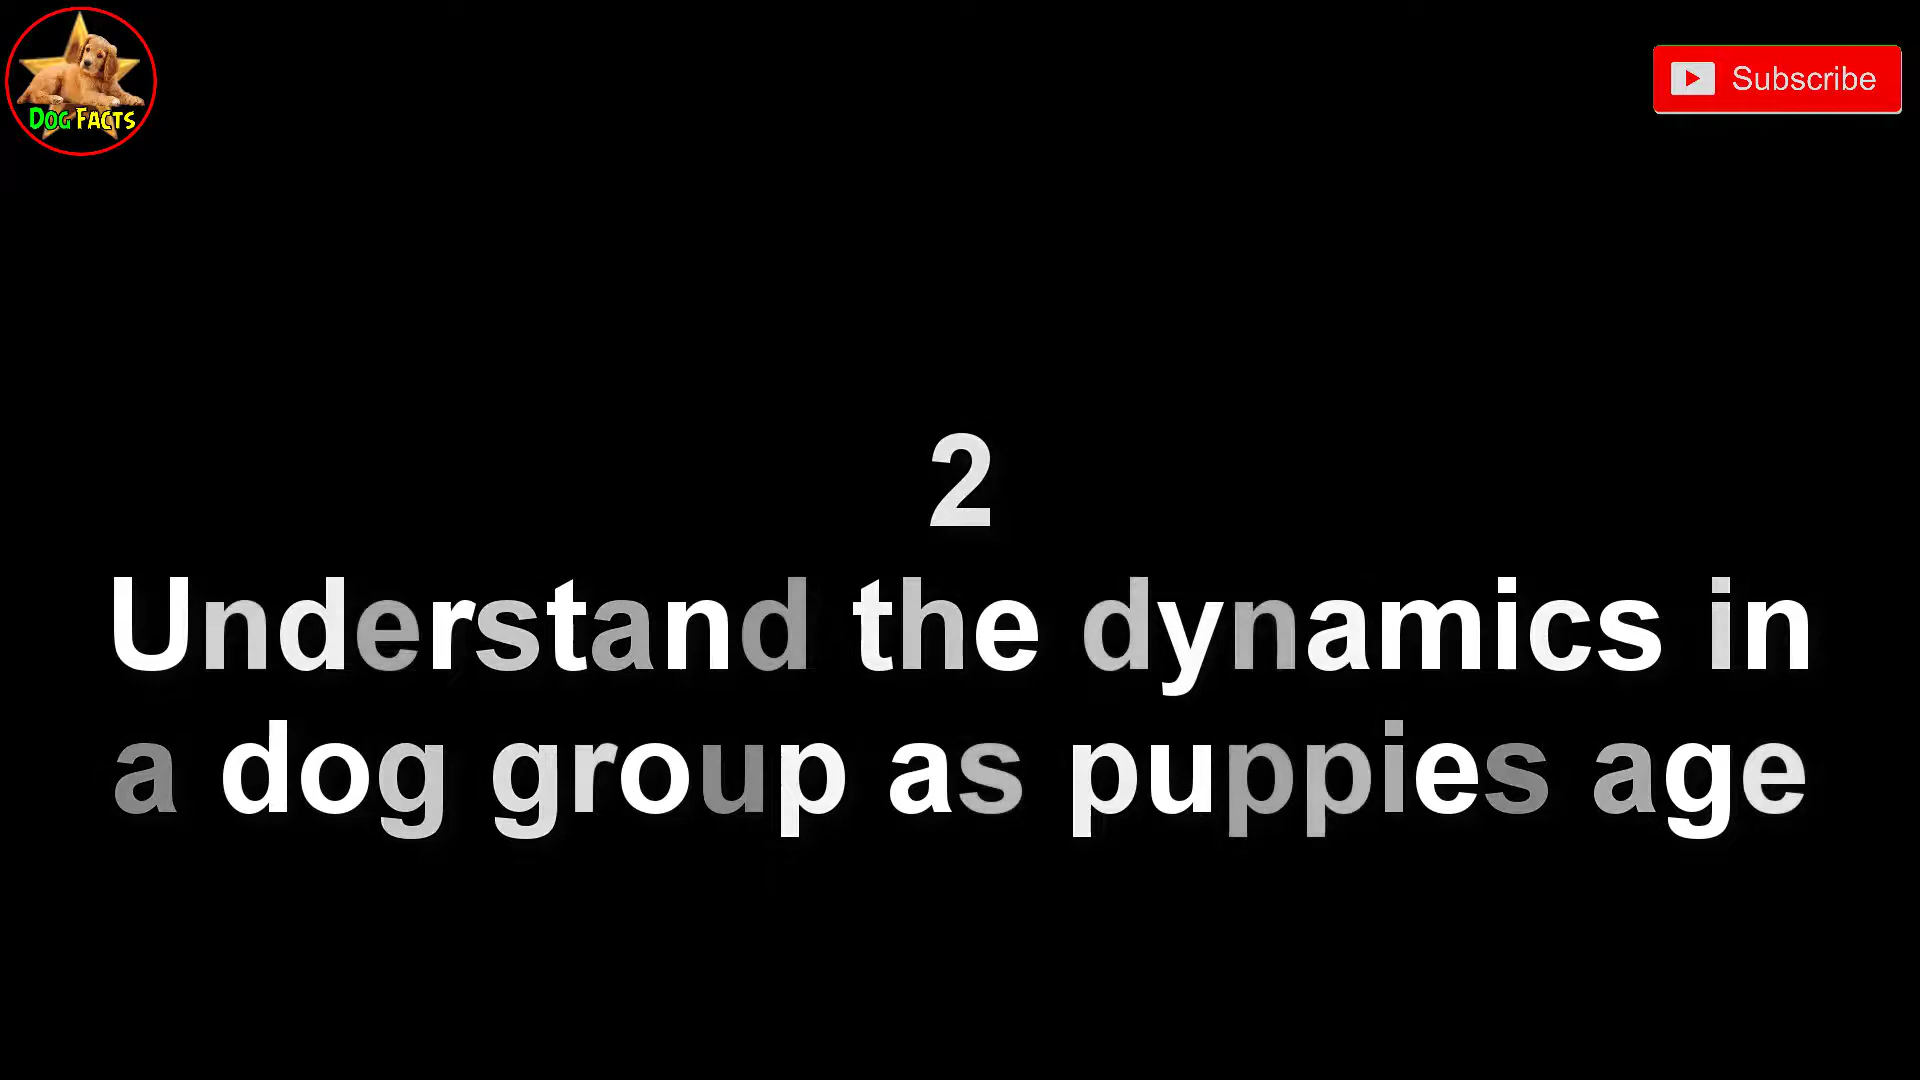 Dog Facts
Subscribe
2
Understand the dynamics in
a dog group as puppies age